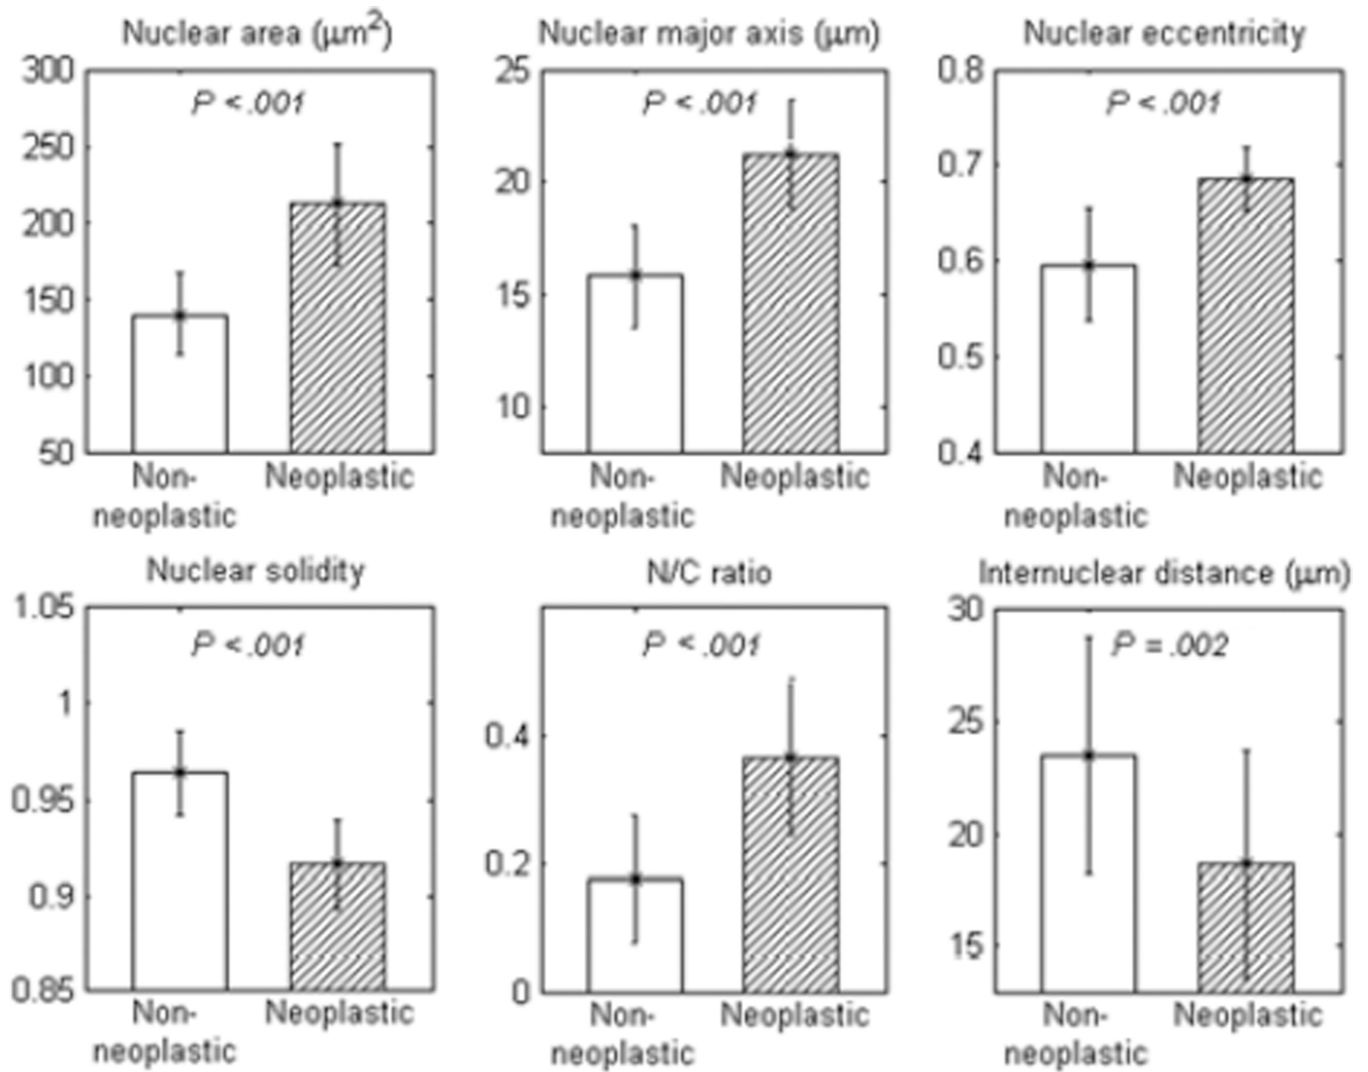 Nuclear area (μm²)
300
250
200
150
100
50
P < .001
Non-
neoplastic
Neoplastic
Nuclear major axis (μm)
25
20
15
10
P < .001
Non-
neoplastic
Neoplastic
Nuclear eccentricity
0.8
0.7
0.6
0.5
0.4
P < .001
Non-
neoplastic
Neoplastic
Nuclear solidity
1.05
1
0.95
0.9
0.85
P < .001
Non-
neoplastic
Neoplastic
N/C ratio
0.4
0.2
0
P < .001
Non-
neoplastic
Neoplastic
Internuclear distance (μm)
30
25
20
15
P = .002
Non-
neoplastic
Neoplastic